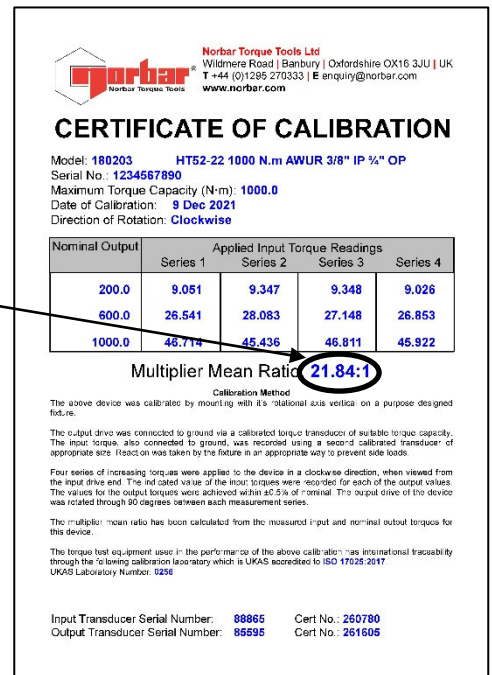 Norbar Torque Tools Ltd
Wildmere Road | Banbury | Oxfordshire OX16 3JU | UK
T +44 (0)1295 270333 | E enquiry@norbar.com
www.norbar.com
norbar®
Norbar Torque Tools
CERTIFICATE OF CALIBRATION
Model: 180203 HT52-22 1000 N.m AWUR 3/8" IP ¾" OP
Serial No.: 1234567890
Maximum Torque Capacity (N·m): 1000.0
Date of Calibration: 9 Dec 2021
Direction of Rotation: Clockwise
Nominal Output Applied Input Torque Readings
Series 1 Series 2 Series 3 Series 4
200.0 9.051 9.347 9.348 9.026
600.0 26.541 28.083 27.148 26.853
1000.0 46.714 45.436 46.811 45.922
Multiplier Mean Ratio 21.84:1
Calibration Method
The above device was calibrated by mounting with it's rotational axis vertical on a purpose designed
fixture.
The output drive was connected to ground via a calibrated torque transducer of suitable torque capacity.
The input torque, also connected to ground, was recorded using a second calibrated transducer of
appropriate size. Reaction was taken by the fixture in an appropriate way to prevent side loads.
Four series of increasing torques were applied to the device in a clockwise direction, when viewed from
the input drive end. The indicated value of the input torques were recorded for each of the output values.
The values for the output torques were achieved within ±0.5% of nominal. The output drive of the device
was rotated through 90 degrees between each measurement series.
The multiplier mean ratio has been calculated from the measured input and nominal output torques for
this device.
The torque test equipment used in the performance of the above calibration has international traceability
through the following calibration laboratory which is UKAS accredited to ISO 17025:2017
UKAS Laboratory Number: 0256
Input Transducer Serial Number: 88865 Cert No.: 260780
Output Transducer Serial Number: 85595 Cert No.: 261605